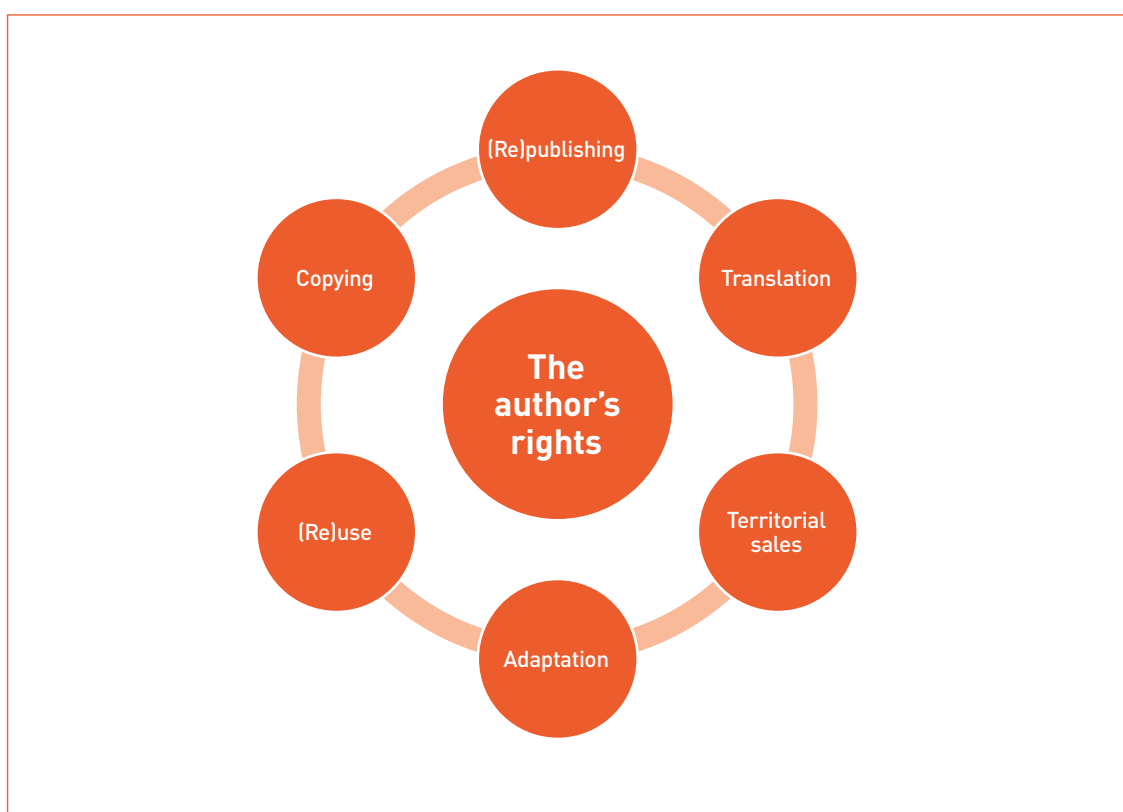 (Re)publishing
Copying
Translation
The
author’s
rights
(Re)use
Territorial
sales
Adaptation